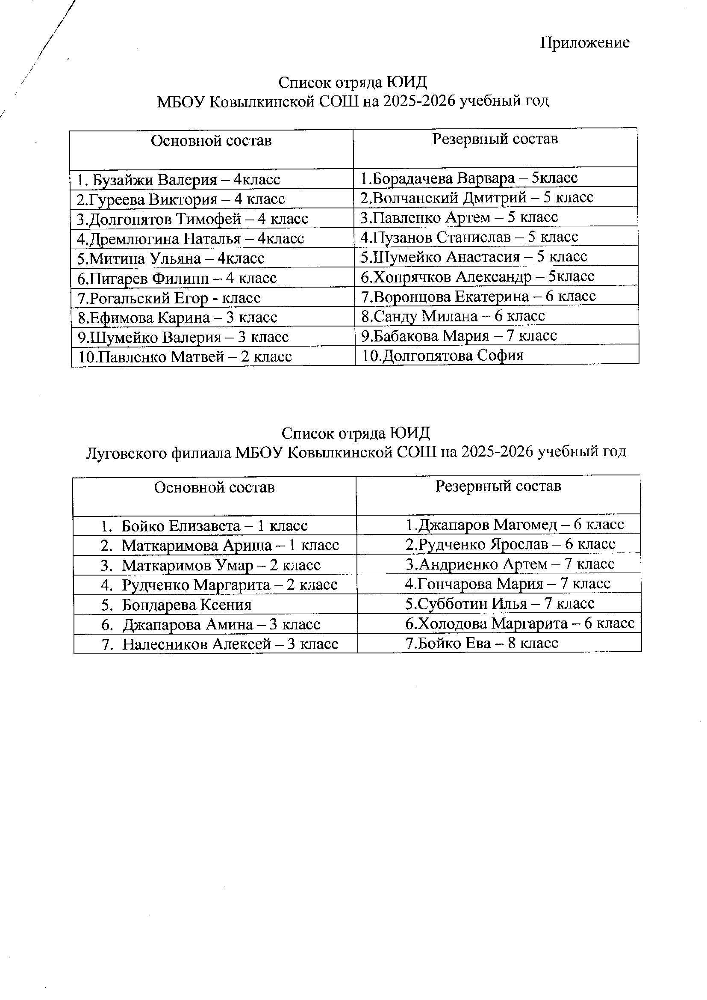 Приложение
Список отряда ЮИД
МБОУ Ковылкинской СОШ на 2025-2026 учебный год
Основной состав
Резервный состав
1. Бузайжи Валерия – 4класс
1.Борадачева Варвара – 5класс
2.Гуреева Виктория – 4 класс
2.Волчанский Дмитрий – 5 класс
3.Долгопятов Тимофей – 4 класс
3.Павленко Артем – 5 класс
4.Дремлюгина Наталья – 4класс
4.Пузанов Станислав – 5 класс
5.Митина Ульяна – 4класс
5.Шумейко Анастасия – 5 класс
6.Пигарев Филипп – 4 класс
6.Хопрячков Александр – 5класс
7.Рогальский Егор - класс
7.Воронцова Екатерина – 6 класс
8.Ефимова Карина – 3 класс
8.Санду Милана – 6 класс
9.Шумейко Валерия – 3 класс
9.Бабакова Мария – 7 класс
10.Павленко Матвей – 2 класс
10.Долгопятова София
Список отряда ЮИД
Луговского филиала МБОУ Ковылкинской СОШ на 2025-2026 учебный год
Основной состав
Резервный состав
1. Бойко Елизавета – 1 класс
1.Джапаров Магомед – 6 класс
2. Маткаримова Ариша – 1 класс
2.Рудченко Ярослав – 6 класс
3. Маткаримов Умар – 2 класс
3.Андриенко Артем – 7 класс
4. Рудченко Маргарита – 2 класс
4.Гончарова Мария – 7 класс
5. Бондарева Ксения
5.Субботин Илья – 7 класс
6. Джапарова Амина – 3 класс
6.Холодова Маргарита – 6 класс
7. Налесников Алексей – 3 класс
7.Бойко Ева – 8 класс